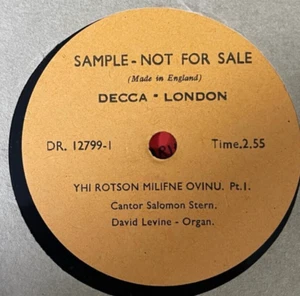 SAMPLE - NOT FOR SALE
(Made in England)
DECCA * LONDON
DR. 12799-1 Time.2.55
YHI ROTSON MILIFNE OVINU. Pt.1.
Cantor Salomon Stern.
David Levine - Organ.